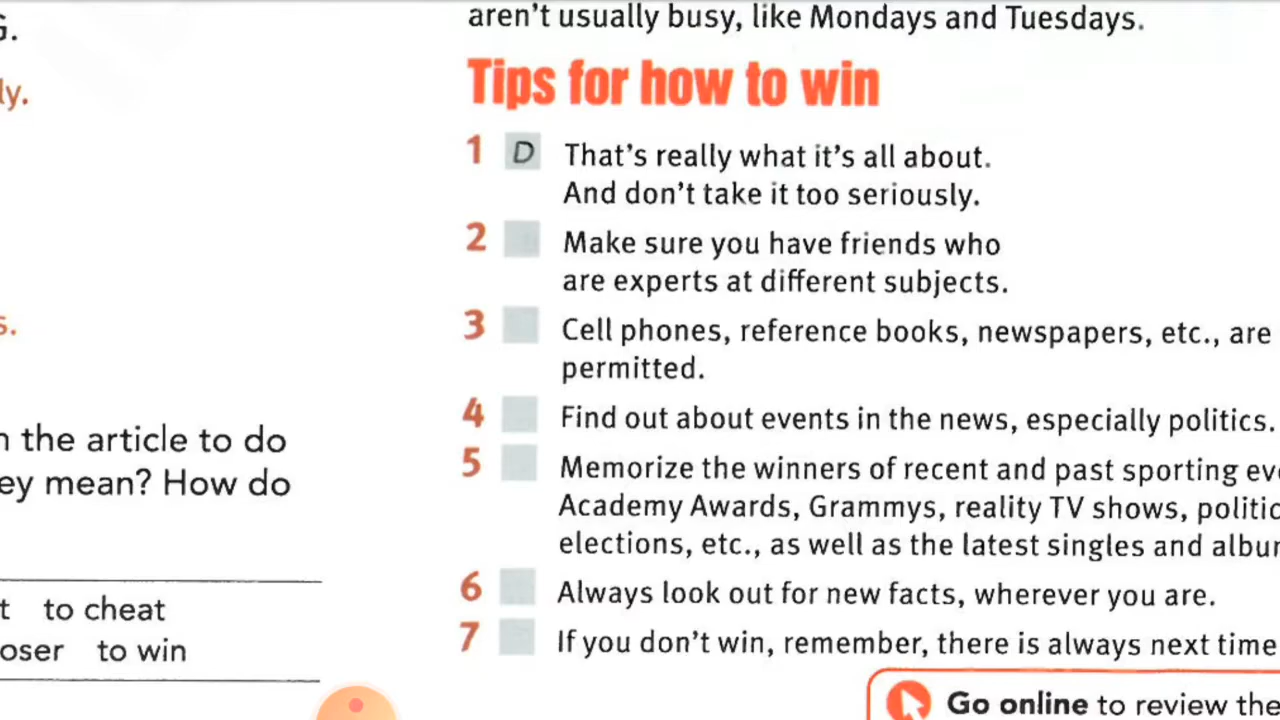 G.
aren't usually busy, like Mondays and Tuesdays.
ly.
Tips for how to win
1 D That's really what it's all about.
And don't take it too seriously.
2 Make sure you have friends who
are experts at different subjects.
s.
3 Cell phones, reference books, newspapers, etc., are
permitted.
4 Find out about events in the news, especially politics.
the article to do
ey mean? How do
5 Memorize the winners of recent and past sporting
Academy Awards, Grammys, reality TV shows,
elections, etc., as well as the latest singles and
6 Always look out for new facts, wherever you are.
t to cheat
7 If you don't win, remember, there is always next time
oser to win
Go online to review the